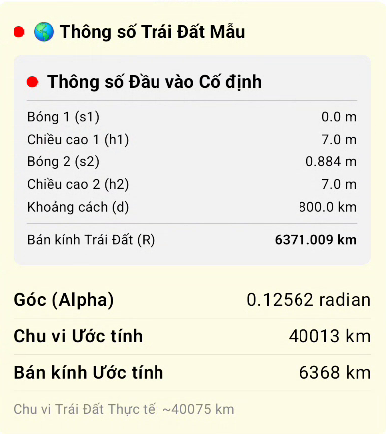 Thông số Trái Đất Mẫu
Thông số Đầu vào Cố định
Bóng 1 (s1) 0.0 m
Chiều cao 1 (h1) 7.0 m
Bóng 2 (s2) 0.884 m
Chiều cao 2 (h2) 7.0 m
Khoảng cách (d) 800.0 km
Bán kính Trái Đất (R) 6371.009 km
Góc (Alpha) 0.12562 radian
Chu vi Ước tính 40013 km
Bán kính Ước tính 6368 km
Chu vi Trái Đất Thực tế ~40075 km